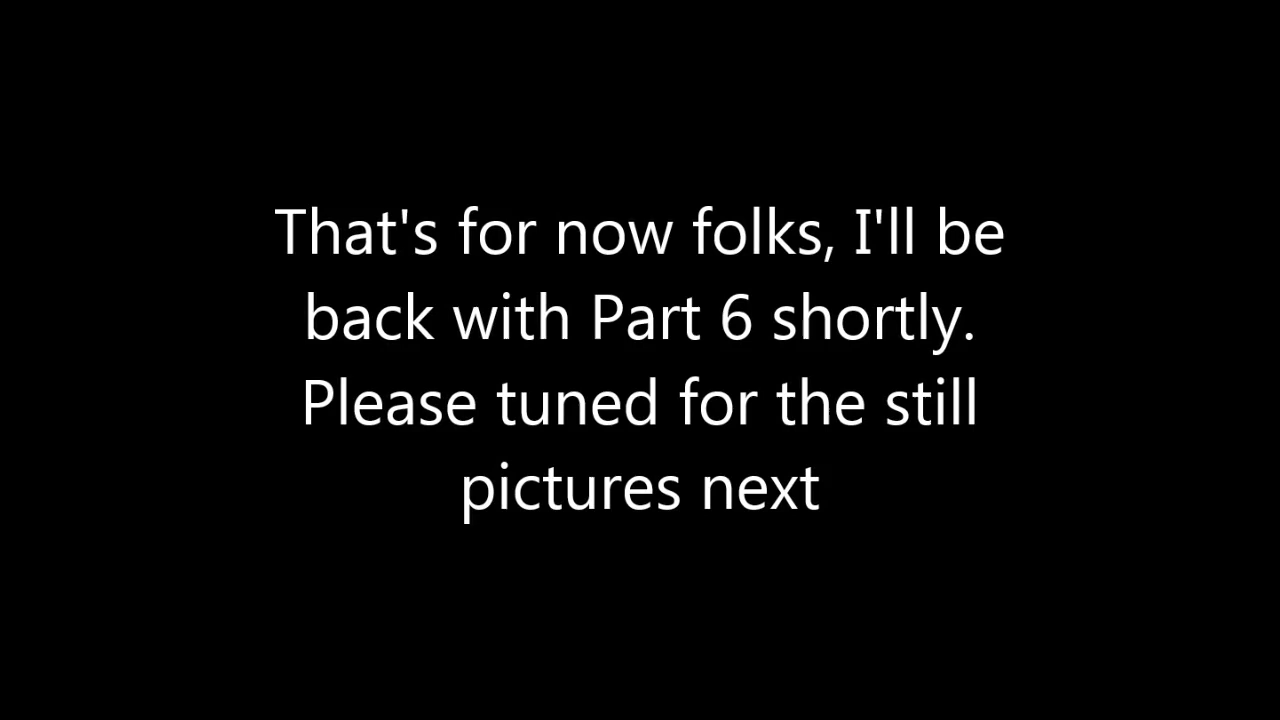 That's for now folks, I'll be
back with Part 6 shortly.
Please tuned for the still
pictures next